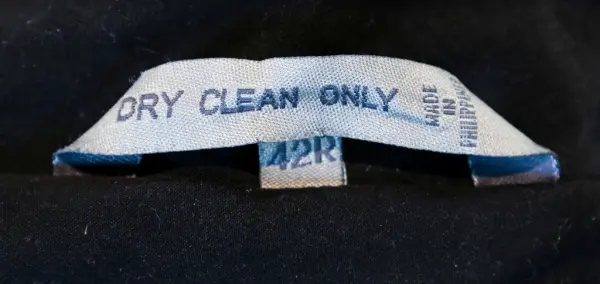 DRY CLEAN ONLY
MADE
IN
PHILIPPINES
42R